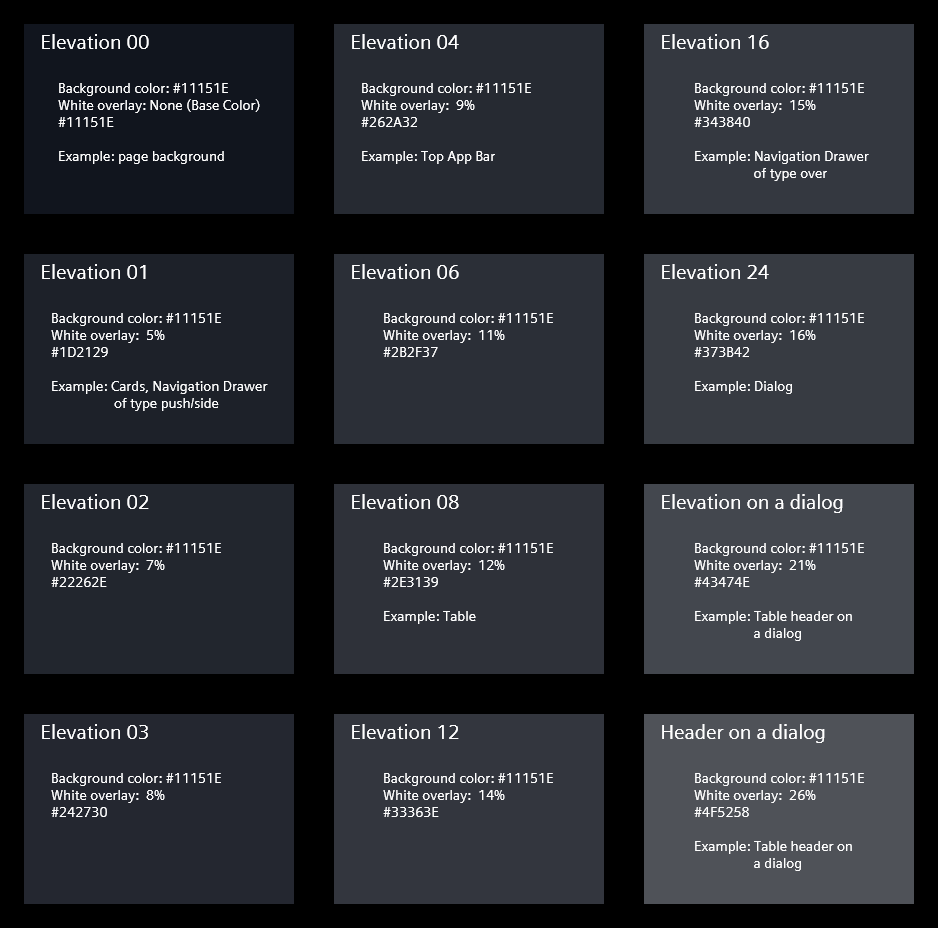 Elevation 00
Background color: #11151E
White overlay: None (Base Color)
#11151E
Example: page background
Elevation 04
Background color: #11151E
White overlay:  9%
#262A32
Example: Top App Bar
Elevation 16
Background color: #11151E
White overlay:  15%
#343840
Example: Navigation Drawer
of type over
Elevation 01
Background color: #11151E
White overlay:  5%
#1D2129
Example: Cards, Navigation Drawer
of type push/side
Elevation 06
Background color: #11151E
White overlay:  11%
#2B2F37
Elevation 24
Background color: #11151E
White overlay:  16%
#373B42
Example: Dialog
Elevation 02
Background color: #11151E
White overlay:  7%
#22262E
Elevation 08
Background color: #11151E
White overlay:  12%
#2E3139
Example: Table
Elevation on a dialog
Background color: #11151E
White overlay:  21%
#43474E
Example: Table header on
a dialog
Elevation 03
Background color: #11151E
White overlay:  8%
#242730
Elevation 12
Background color: #11151E
White overlay:  14%
#33363E
Header on a dialog
Background color: #11151E
White overlay:  26%
#4F5258
Example: Table header on
a dialog